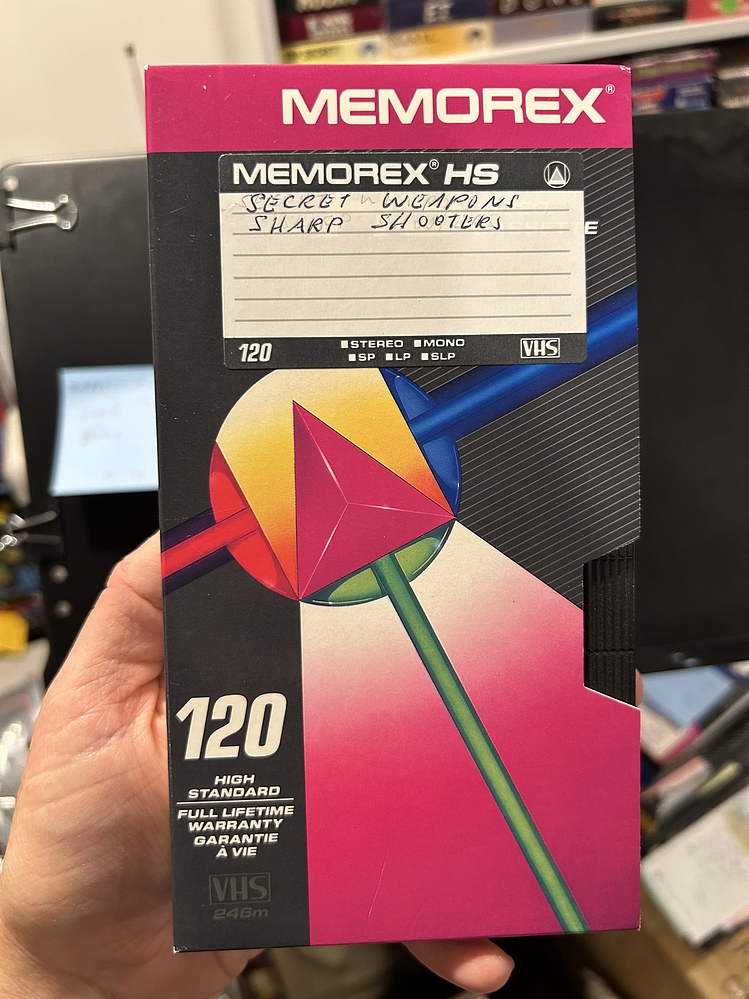 MEMOREX®
MEMOREX® HS
SECRET WEAPONS
SHARP SHOOTERS
E
120
STEREO MONO
SP LP SLP
VHS
120
HIGH
STANDARD
FULL LIFETIME
WARRANTY
GARANTIE
À VIE
VHS
246m